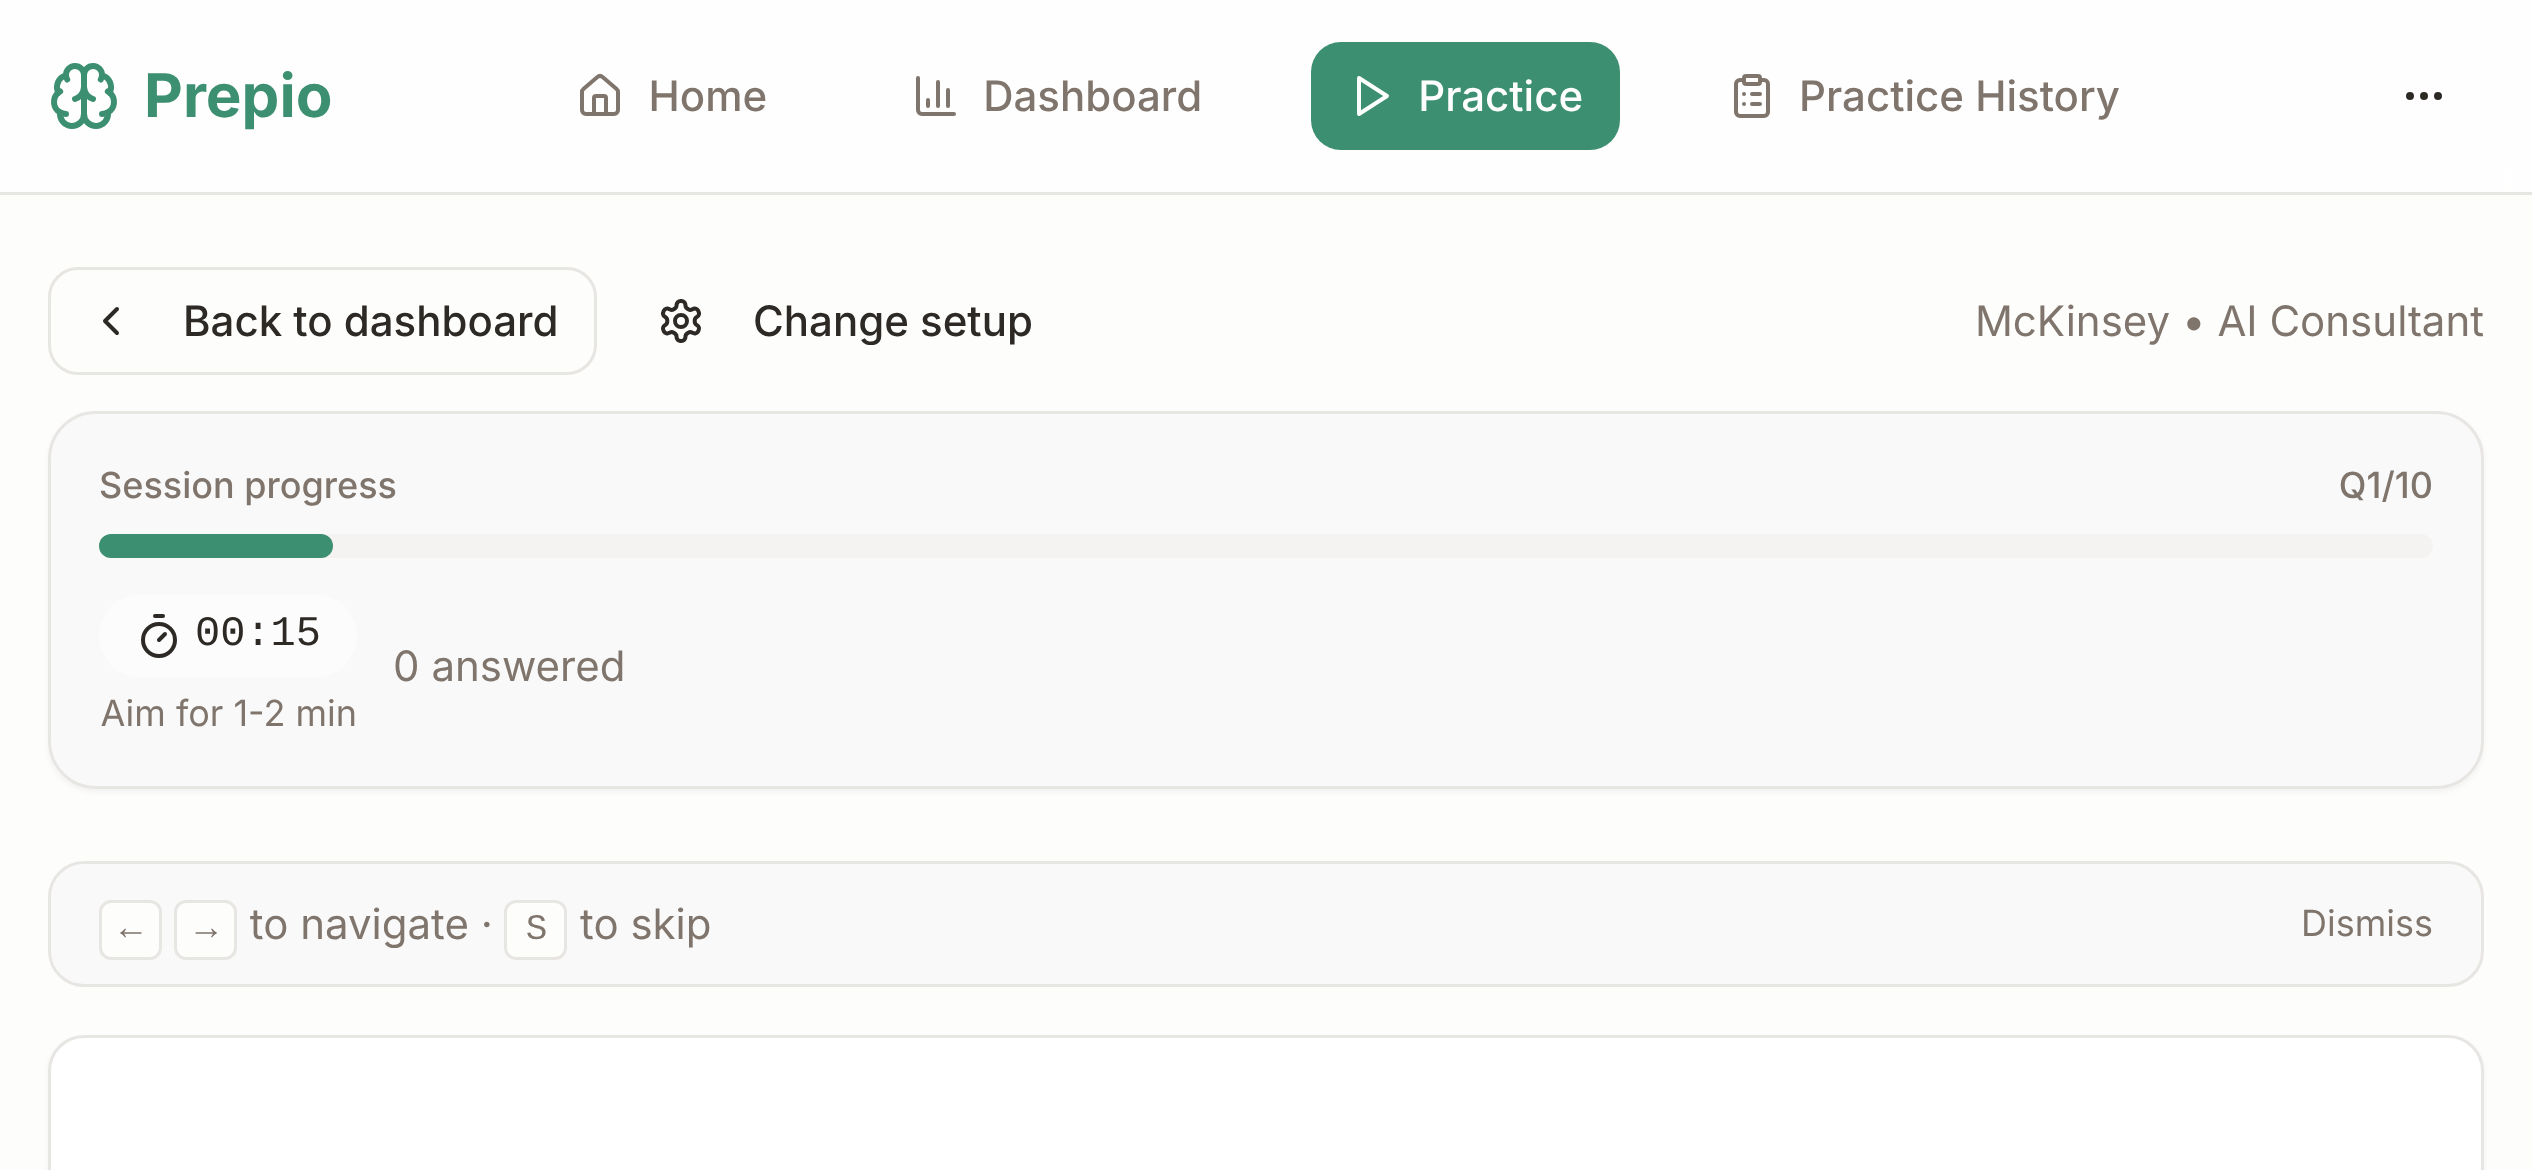 Prepio Home Dashboard Practice Practice History
Back to dashboard Change setup McKinsey • AI Consultant
Session progress Q1/10
00:15
0 answered
Aim for 1-2 min
← → to navigate · S to skip Dismiss